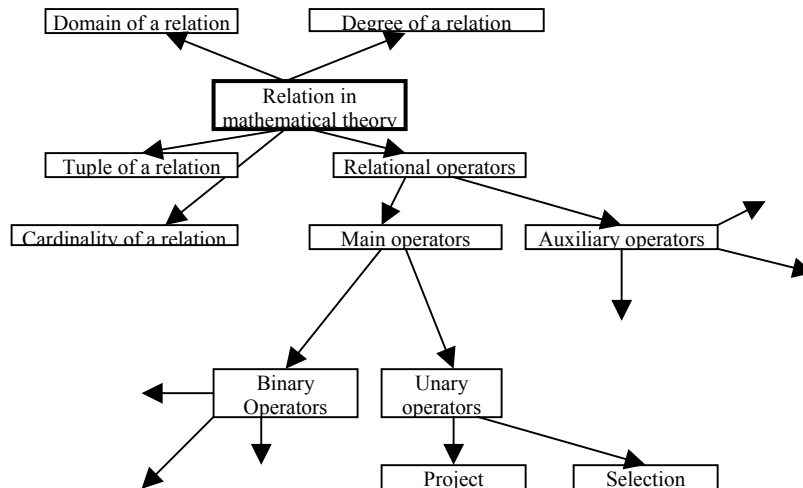 Domain of a relation
Degree of a relation
Relation in
mathematical theory
Tuple of a relation
Relational operators
Cardinality of a relation
Main operators
Auxiliary operators
Binary
Operators
Unary
operators
Project
Selection